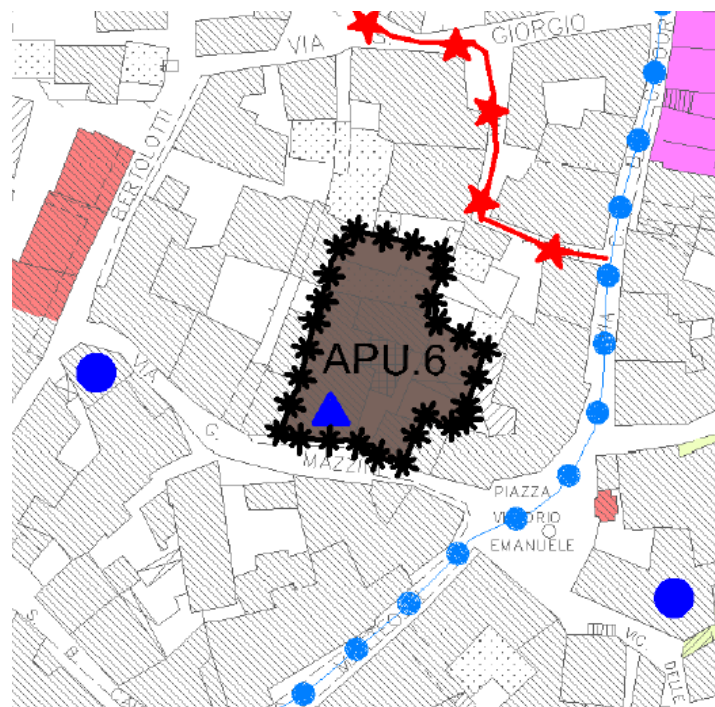 GIORGIO
VIA
BERTOLOTTI
APU.6
VIA
G.
MAZZINI
PIAZZA
VITTORIO
EMANUELE
S.
B.
VIC.
DELLE